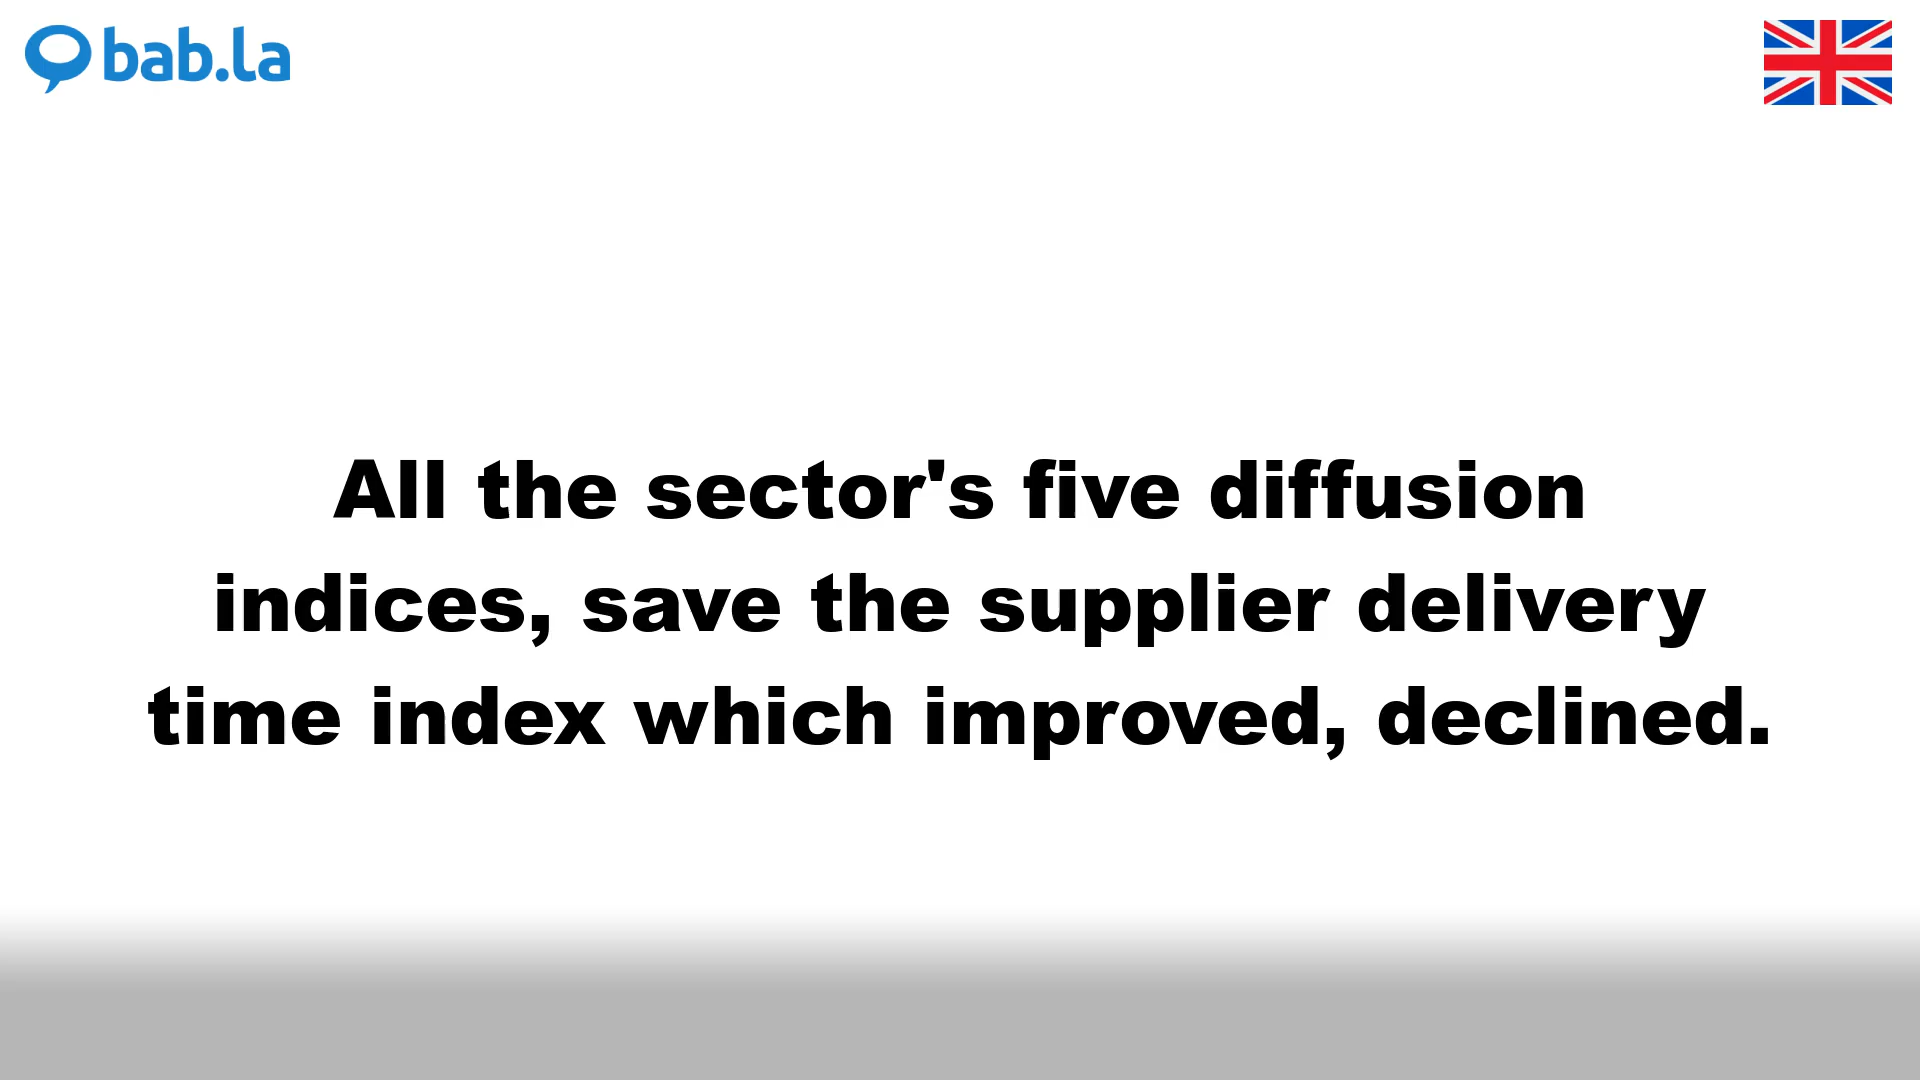 bab.la
All the sector's five diffusion
indices, save the supplier delivery
time index which improved, declined.